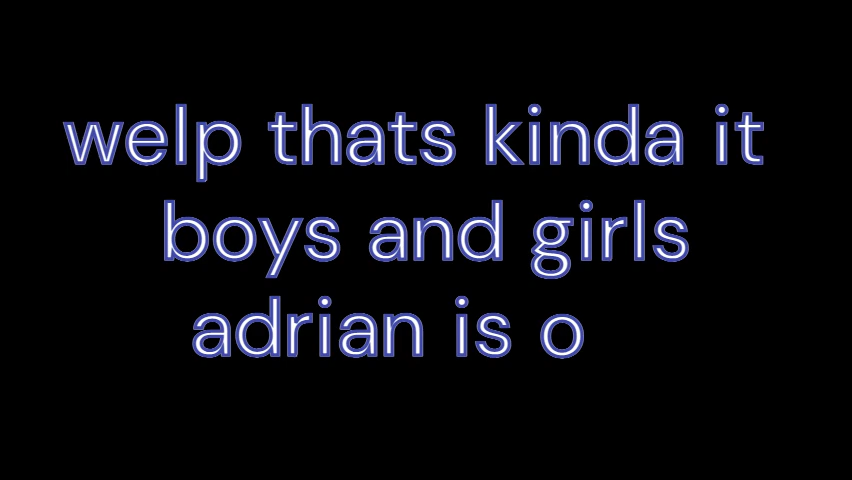 welp thats kinda it
boys and girls
adrian is o